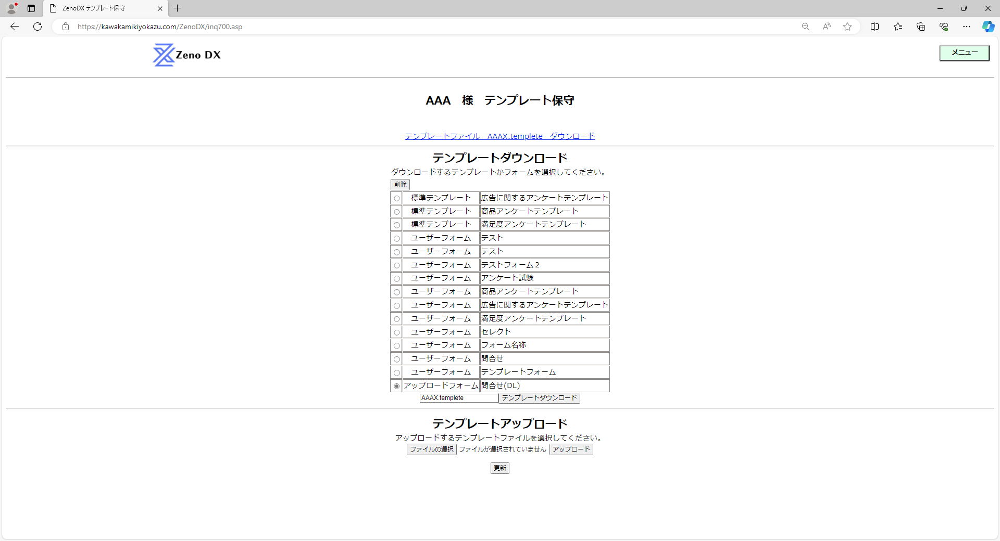 ZenoDX テンプレート保守
https://kawakamikiyokazu.com/ZenoDX/inq700.asp
Zeno DX
メニュー
AAA 様 テンプレート保守
テンプレートファイル AAAX.templete ダウンロード
テンプレートダウンロード
ダウンロードするテンプレートかフォームを選択してください。
削除
標準テンプレート 広告に関するアンケートテンプレート
標準テンプレート 商品アンケートテンプレート
標準テンプレート 満足度アンケートテンプレート
ユーザーフォーム テスト
ユーザーフォーム テスト
ユーザーフォーム テストフォーム２
ユーザーフォーム アンケート試験
ユーザーフォーム 商品アンケートテンプレート
ユーザーフォーム 広告に関するアンケートテンプレート
ユーザーフォーム 満足度アンケートテンプレート
ユーザーフォーム セレクト
ユーザーフォーム フォーム名称
ユーザーフォーム 問合せ
ユーザーフォーム テンプレートフォーム
アップロードフォーム 問合せ(DL)
AAAX.templete テンプレートダウンロード
テンプレートアップロード
アップロードするテンプレートファイルを選択してください。
ファイルの選択 ファイルが選択されていません アップロード
更新